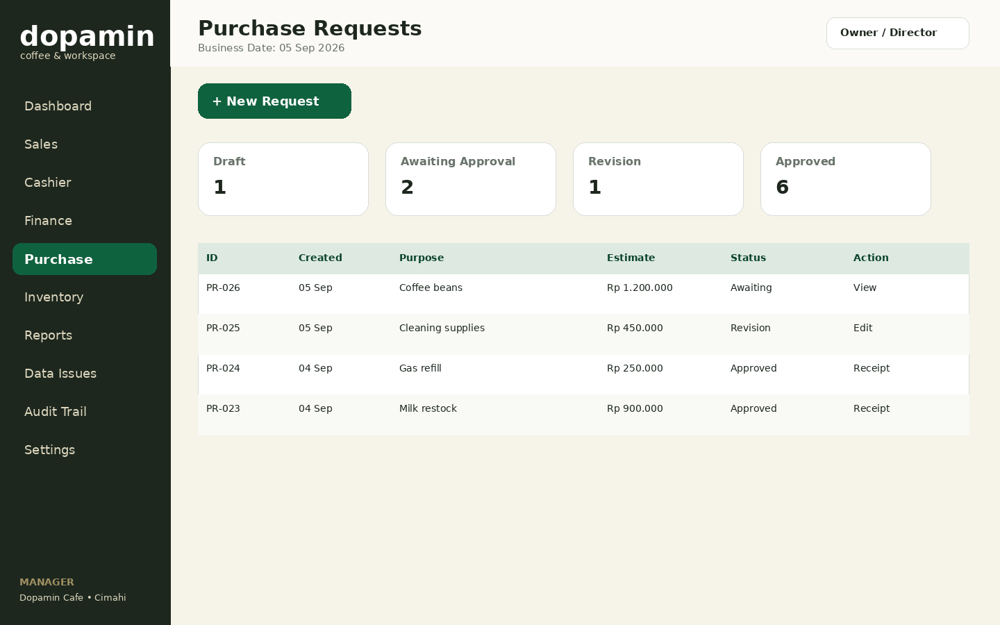 dopamin
coffee & workspace
Dashboard
Sales
Cashier
Finance
Purchase
Inventory
Reports
Data Issues
Audit Trail
Settings
MANAGER
Dopamin Cafe • Cimahi
Purchase Requests
Business Date: 05 Sep 2026
Owner / Director
+ New Request
Draft
1
Awaiting Approval
2
Revision
1
Approved
6
ID Created Purpose Estimate Status Action
PR-026 05 Sep Coffee beans Rp 1.200.000 Awaiting View
PR-025 05 Sep Cleaning supplies Rp 450.000 Revision Edit
PR-024 04 Sep Gas refill Rp 250.000 Approved Receipt
PR-023 04 Sep Milk restock Rp 900.000 Approved Receipt